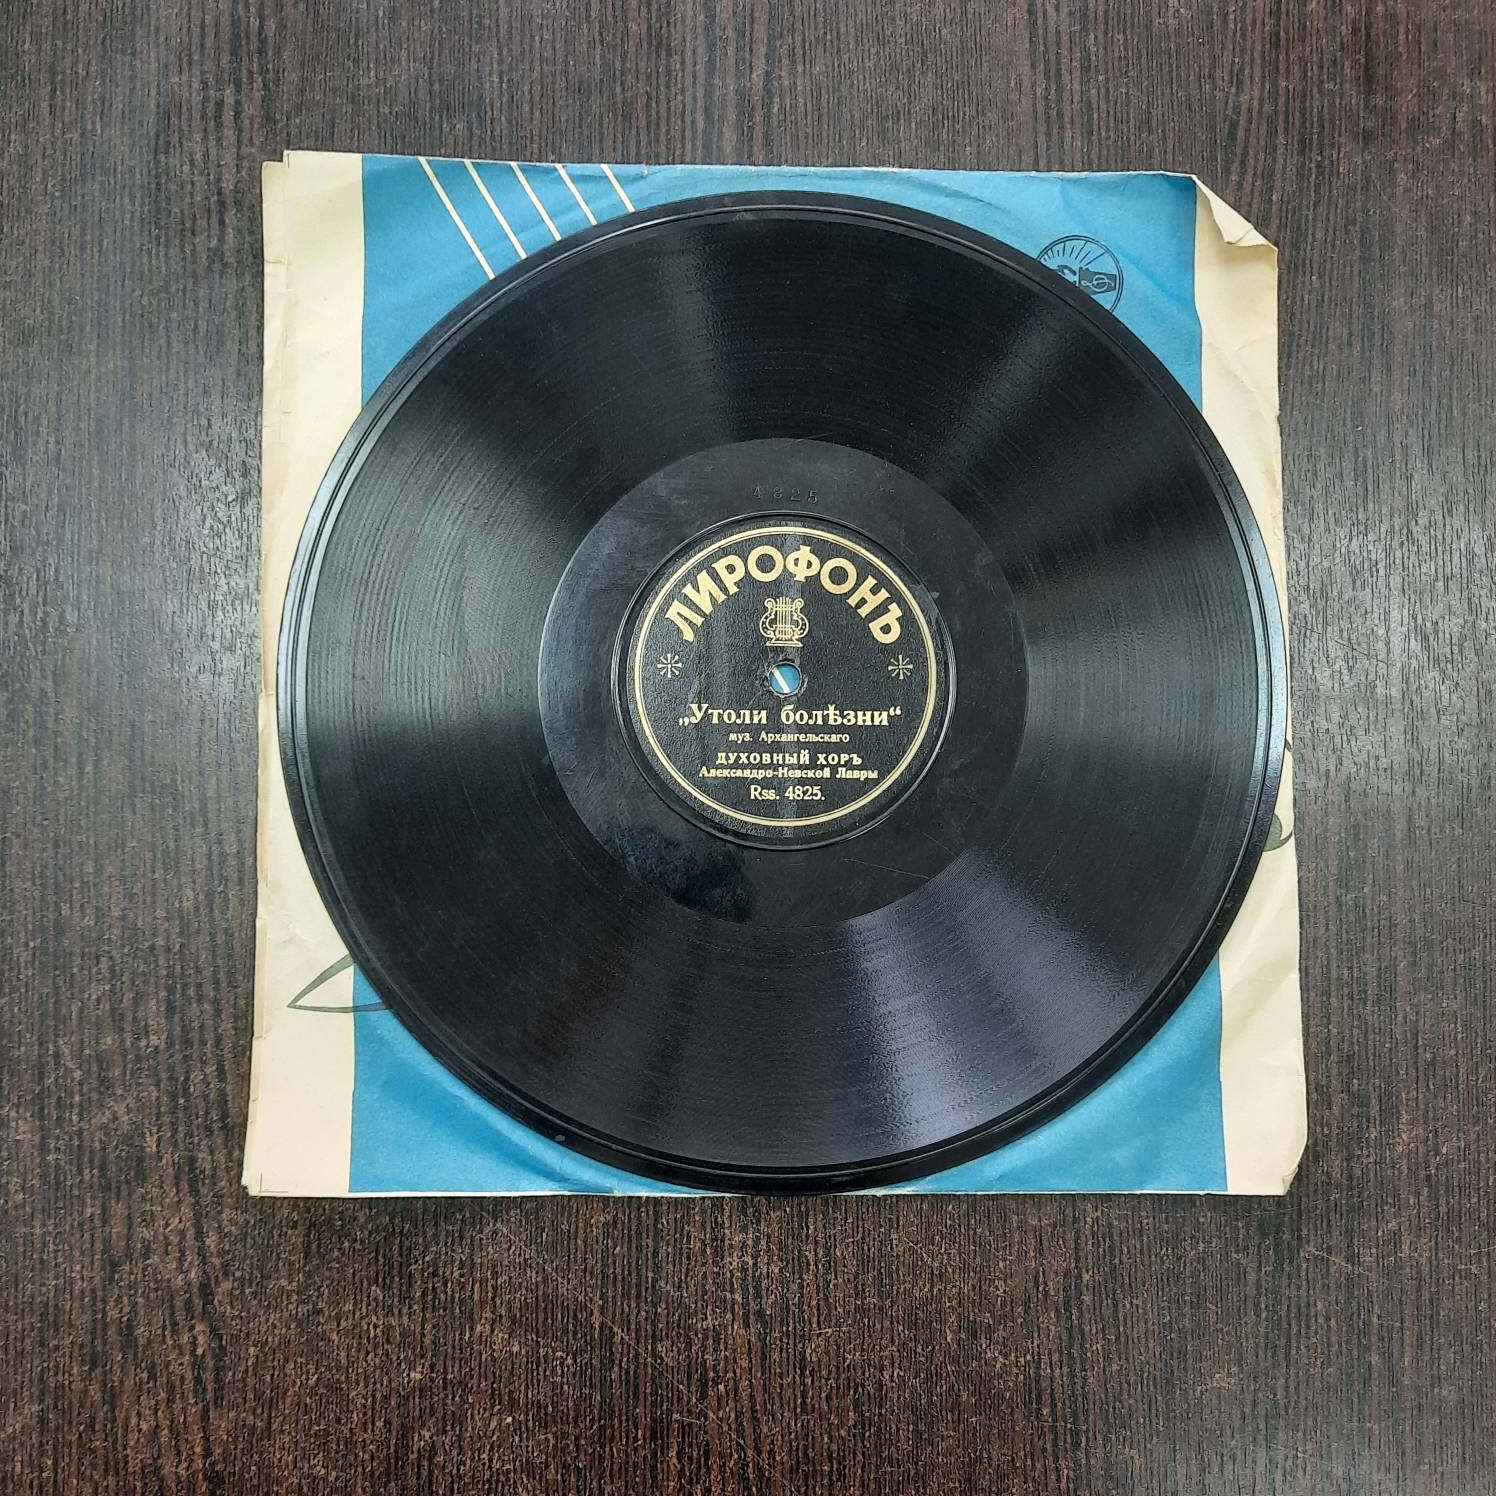 4825
ЛИРОФОНЪ
„Утоли болѣзни“
муз. Архангельскаго
ДУХОВНЫЙ ХОРЪ
Александро-Невской Лавры
Rss. 4825.